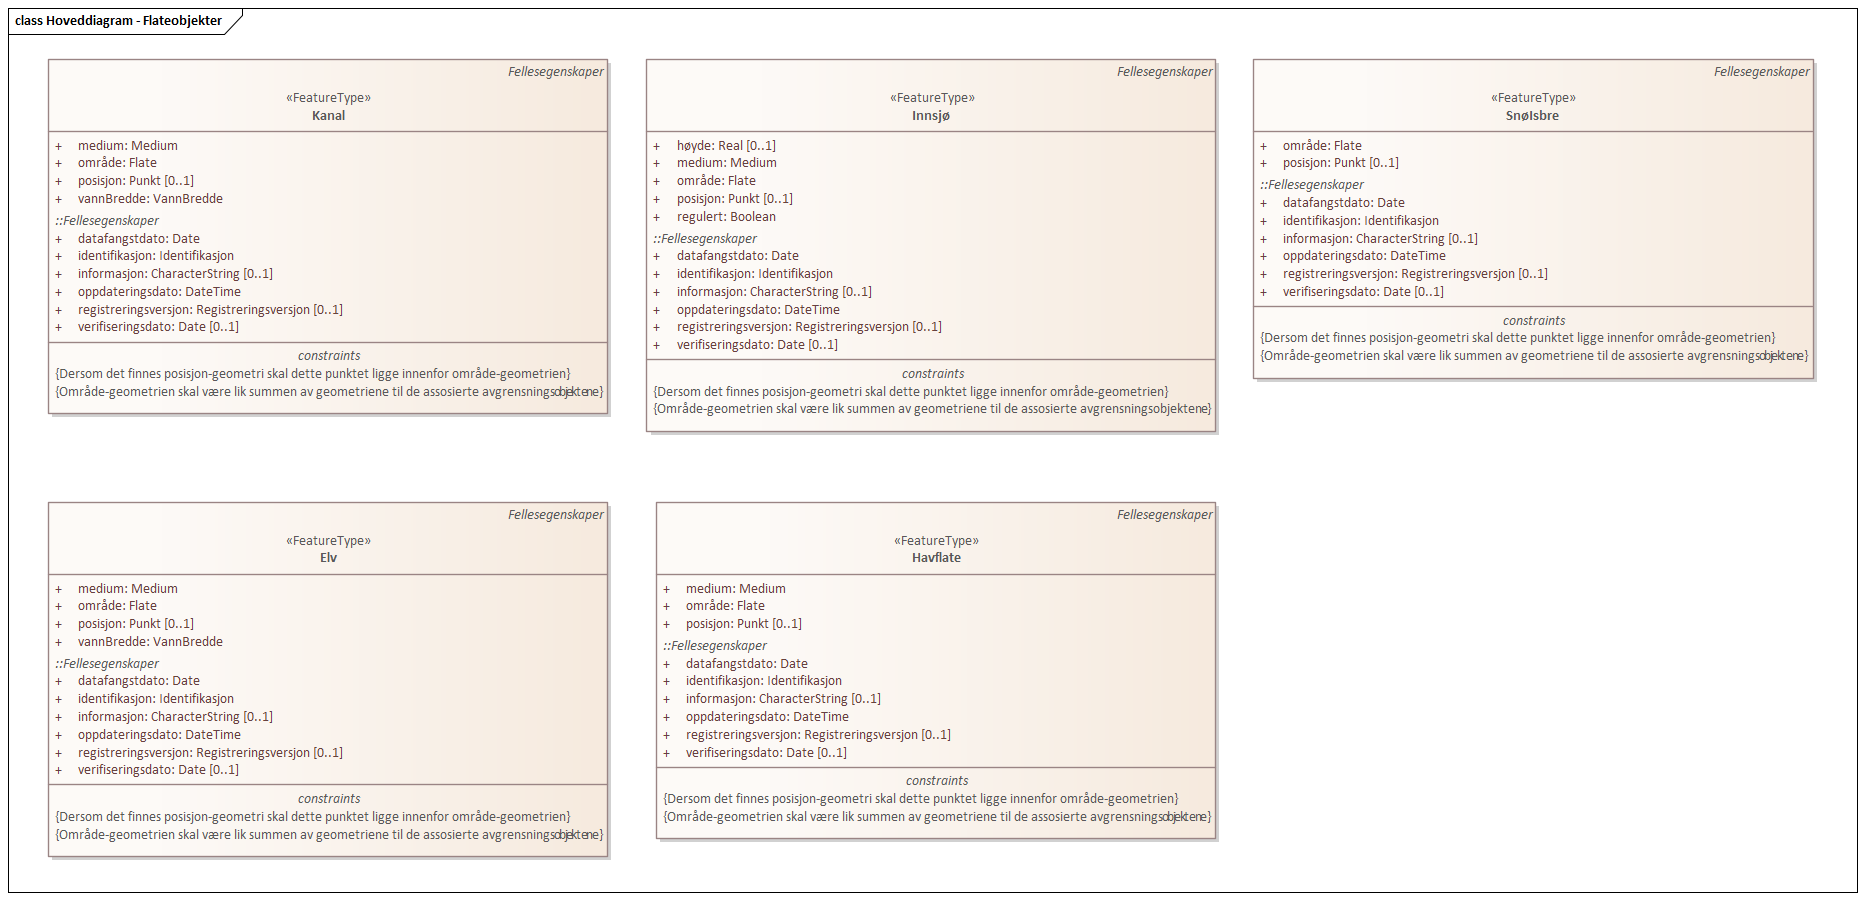 class Hoveddiagram - Flateobjekter
Fellesegenskaper
«FeatureType»
Kanal
+ medium: Medium
+ område: Flate
+ posisjon: Punkt [0..1]
+ vannBredde: VannBredde
::Fellesegenskaper
+ datafangstdato: Date
+ identifikasjon: Identifikasjon
+ informasjon: CharacterString [0..1]
+ oppdateringsdato: DateTime
+ registreringsversjon: Registreringsversjon [0..1]
+ verifiseringsdato: Date [0..1]
constraints
{Dersom det finnes posisjon-geometri skal dette punktet ligge innenfor område-geometrien}
{Område-geometrien skal være lik summen av geometriene til de assosierte avgrensningsobjektene}
Fellesegenskaper
«FeatureType»
Innsjø
+ høyde: Real [0..1]
+ medium: Medium
+ område: Flate
+ posisjon: Punkt [0..1]
+ regulert: Boolean
::Fellesegenskaper
+ datafangstdato: Date
+ identifikasjon: Identifikasjon
+ informasjon: CharacterString [0..1]
+ oppdateringsdato: DateTime
+ registreringsversjon: Registreringsversjon [0..1]
+ verifiseringsdato: Date [0..1]
constraints
{Dersom det finnes posisjon-geometri skal dette punktet ligge innenfor område-geometrien}
{Område-geometrien skal være lik summen av geometriene til de assosierte avgrensningsobjektene}
Fellesegenskaper
«FeatureType»
SnøIsbre
+ område: Flate
+ posisjon: Punkt [0..1]
::Fellesegenskaper
+ datafangstdato: Date
+ identifikasjon: Identifikasjon
+ informasjon: CharacterString [0..1]
+ oppdateringsdato: DateTime
+ registreringsversjon: Registreringsversjon [0..1]
+ verifiseringsdato: Date [0..1]
constraints
{Dersom det finnes posisjon-geometri skal dette punktet ligge innenfor område-geometrien}
{Område-geometrien skal være lik summen av geometriene til de assosierte avgrensningsobjektene}
Fellesegenskaper
«FeatureType»
Elv
+ medium: Medium
+ område: Flate
+ posisjon: Punkt [0..1]
+ vannBredde: VannBredde
::Fellesegenskaper
+ datafangstdato: Date
+ identifikasjon: Identifikasjon
+ informasjon: CharacterString [0..1]
+ oppdateringsdato: DateTime
+ registreringsversjon: Registreringsversjon [0..1]
+ verifiseringsdato: Date [0..1]
constraints
{Dersom det finnes posisjon-geometri skal dette punktet ligge innenfor område-geometrien}
{Område-geometrien skal være lik summen av geometriene til de assosierte avgrensningsobjektene}
Fellesegenskaper
«FeatureType»
Havflate
+ medium: Medium
+ område: Flate
+ posisjon: Punkt [0..1]
::Fellesegenskaper
+ datafangstdato: Date
+ identifikasjon: Identifikasjon
+ informasjon: CharacterString [0..1]
+ oppdateringsdato: DateTime
+ registreringsversjon: Registreringsversjon [0..1]
+ verifiseringsdato: Date [0..1]
constraints
{Dersom det finnes posisjon-geometri skal dette punktet ligge innenfor område-geometrien}
{Område-geometrien skal være lik summen av geometriene til de assosierte avgrensningsobjektene}